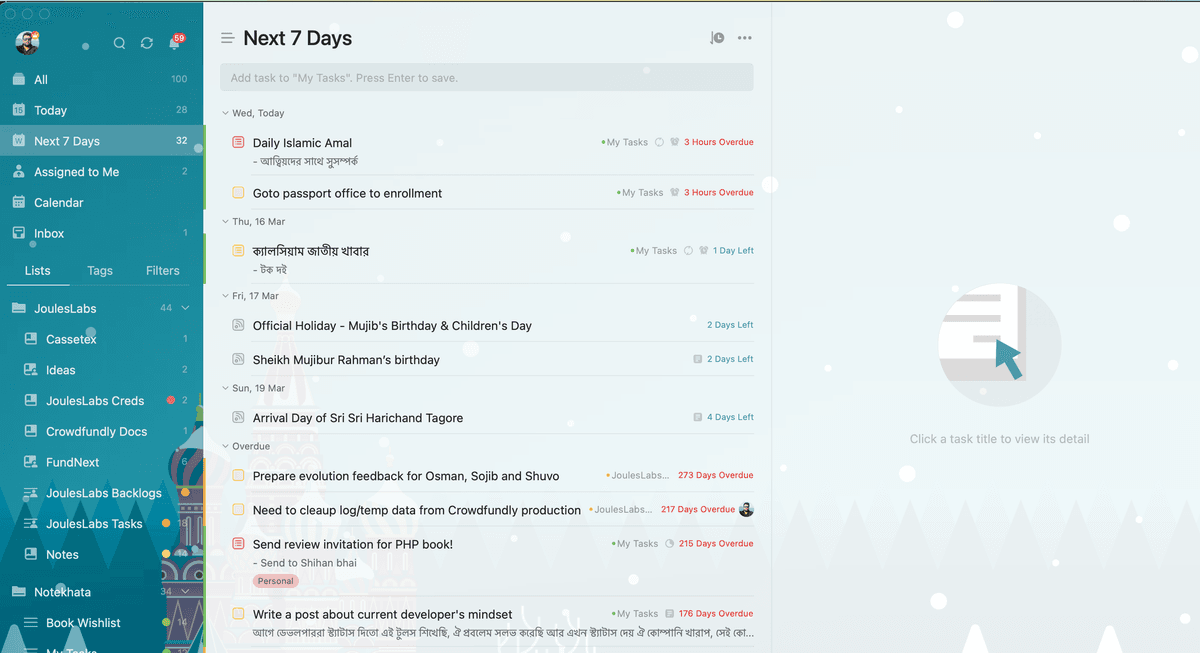 59
All 100
15 Today 28
W Next 7 Days 32
Assigned to Me 2
Calendar
Inbox 1
Lists Tags Filters
JoulesLabs 44
Cassetex 1
Ideas 2
JoulesLabs Creds 2
Crowdfundly Docs 1
FundNext 6
JoulesLabs Backlogs
JoulesLabs Tasks 18
Notes 14
Notekhata 34
Book Wishlist 14
My Tasks 12
Next 7 Days
Add task to "My Tasks". Press Enter to save.
Wed, Today
Daily Islamic Amal My Tasks 3 Hours Overdue
- আত্মিয়দের সাথে সুসম্পর্ক
Goto passport office to enrollment My Tasks 3 Hours Overdue
Thu, 16 Mar
ক্যালসিয়াম জাতীয় খাবার My Tasks 1 Day Left
- টক দই
Fri, 17 Mar
Official Holiday - Mujib's Birthday & Children's Day 2 Days Left
Sheikh Mujibur Rahman’s birthday 2 Days Left
Sun, 19 Mar
Arrival Day of Sri Sri Harichand Tagore 4 Days Left
Overdue
Prepare evolution feedback for Osman, Sojib and Shuvo JoulesLabs... 273 Days Overdue
Need to cleaup log/temp data from Crowdfundly production JoulesLabs... 217 Days Overdue
Send review invitation for PHP book! My Tasks 215 Days Overdue
- Send to Shihan bhai
Personal
Write a post about current developer's mindset My Tasks 176 Days Overdue
আগে ডেভলপাররা স্ট্যাটাস দিতো এই টুলস শিখেছি, ঐ প্রবলেম সলভ করেছি আর এখন স্ট্যাটাস দেয় ঐ কোম্পানি খারাপ, সেই কো...
Click a task title to view its detail